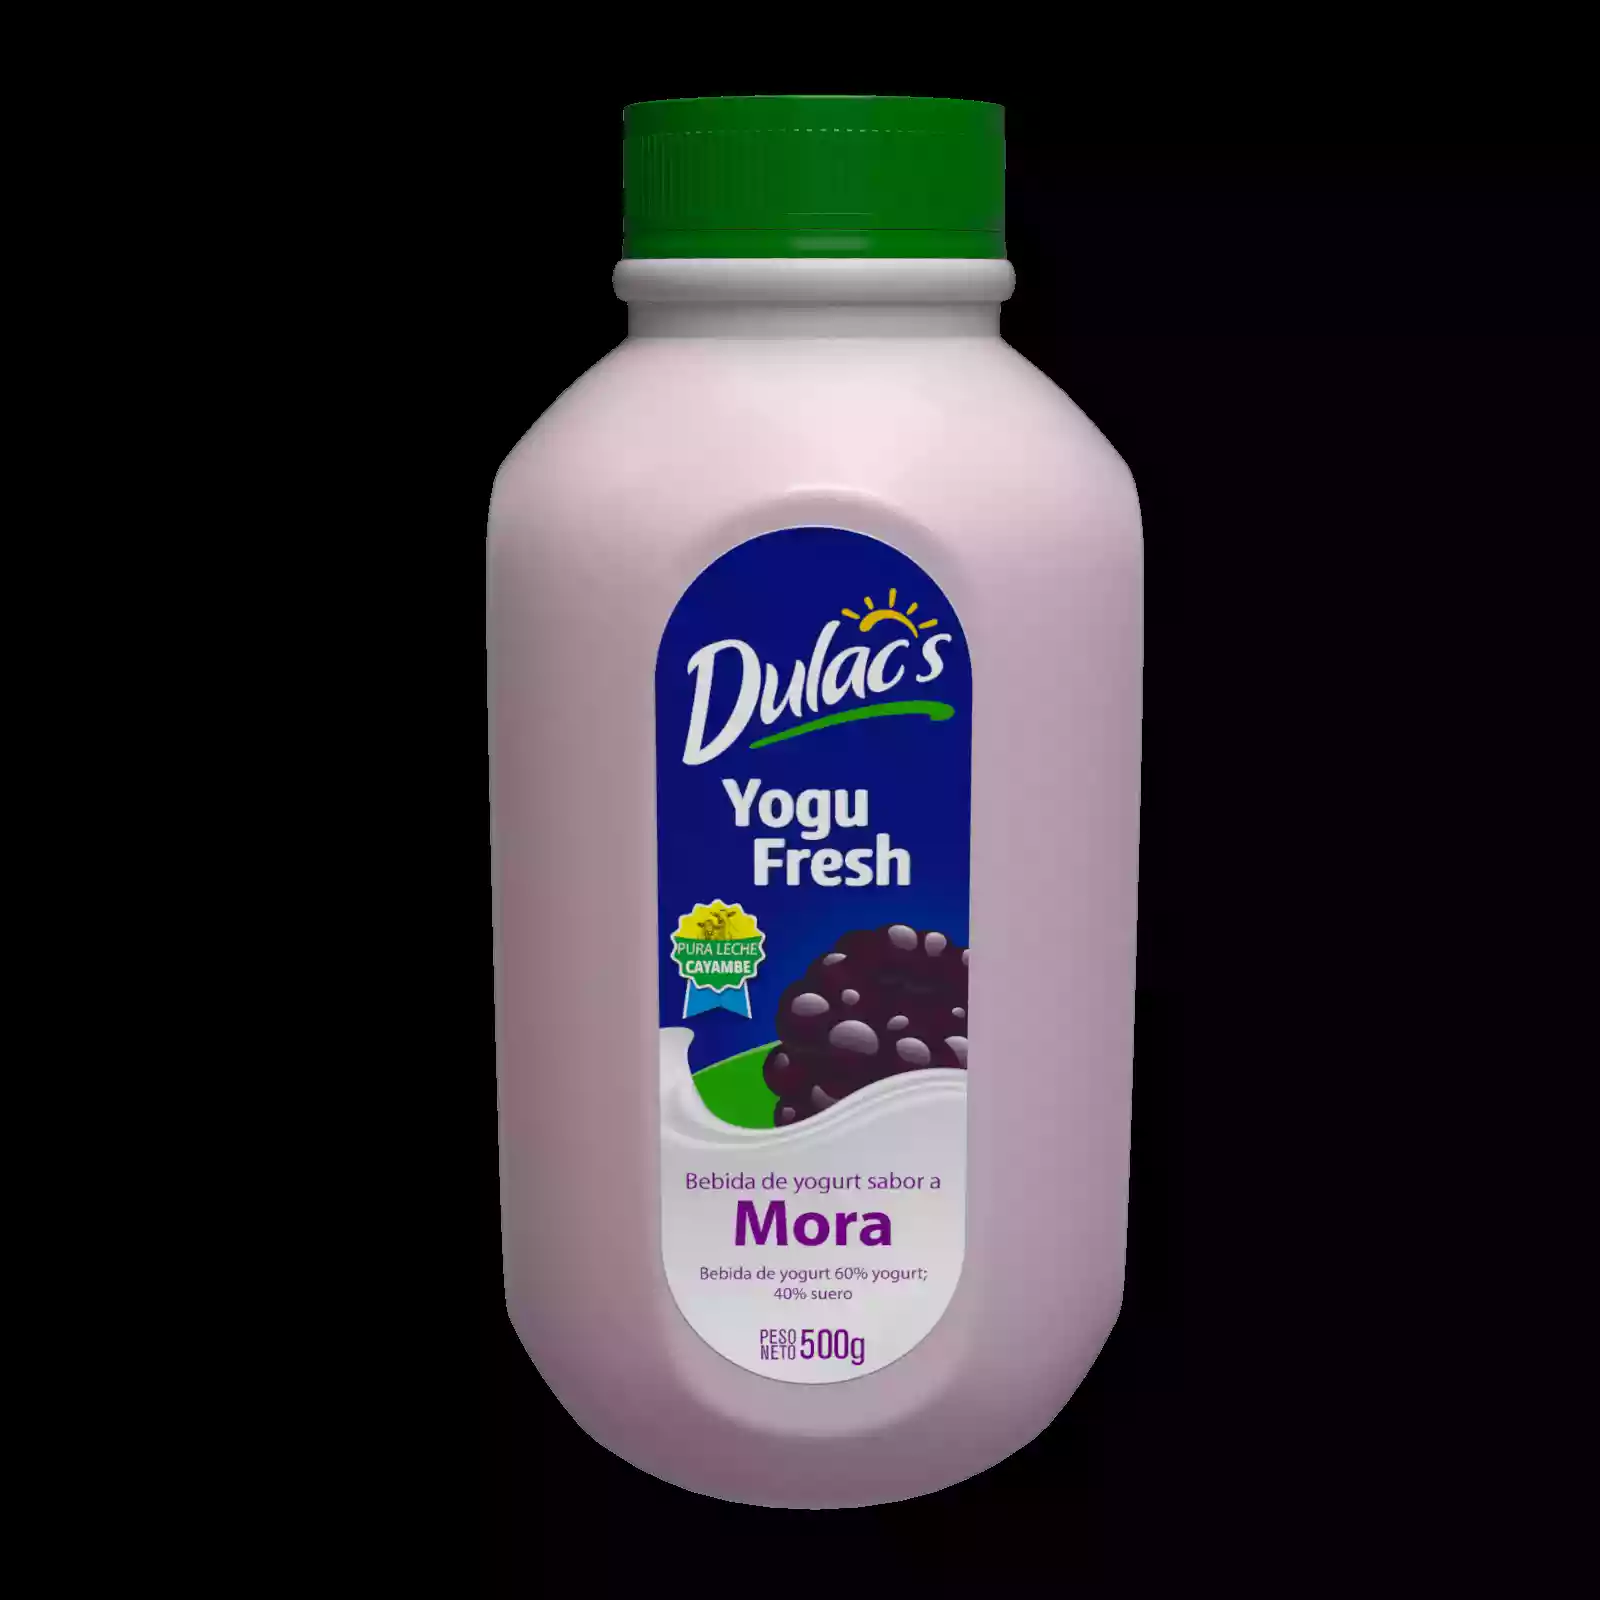 Dulac's
Yogu
Fresh
PURA LECHE
CAYAMBE
Bebida de yogurt sabor a
Mora
Bebida de yogurt 60% yogurt;
40% suero
PESO
NETO 500g